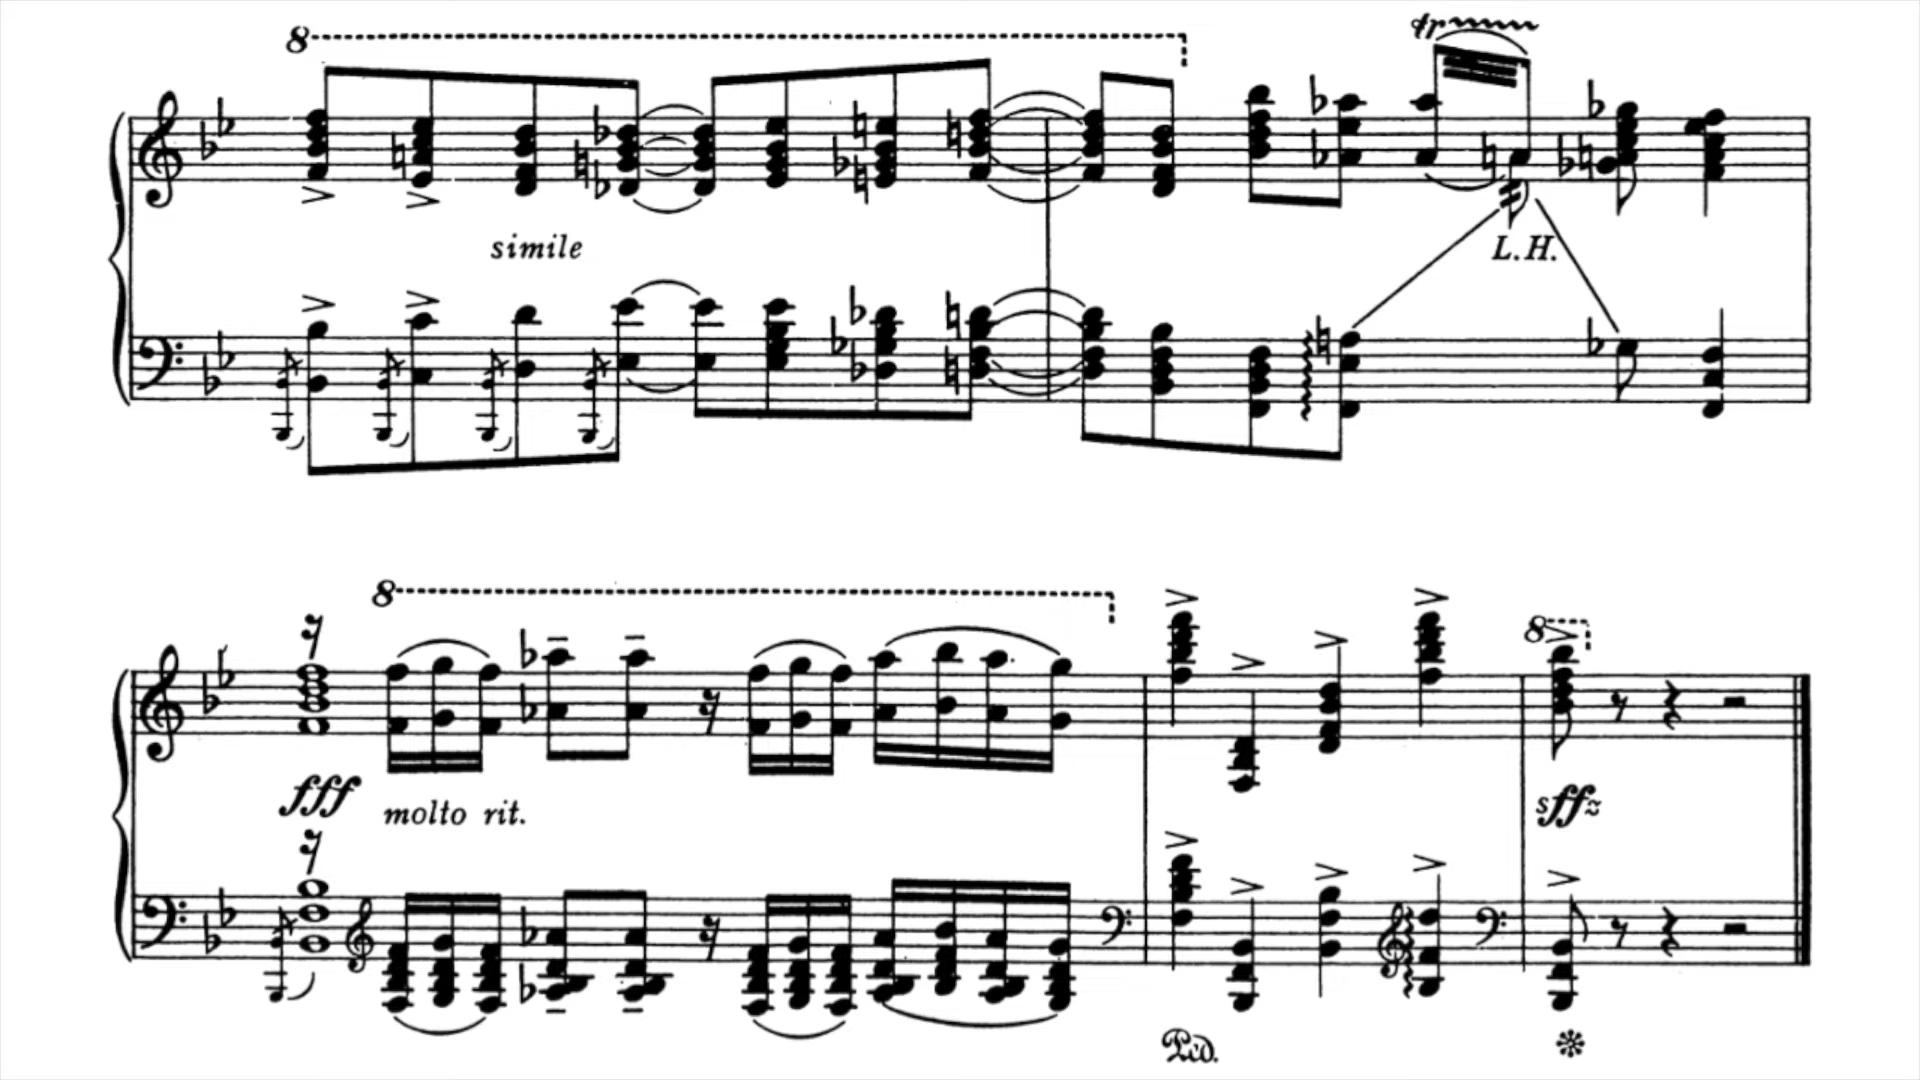 8
tr
simile
L.H.
8
8
fff
molto rit.
sffz
Ped.